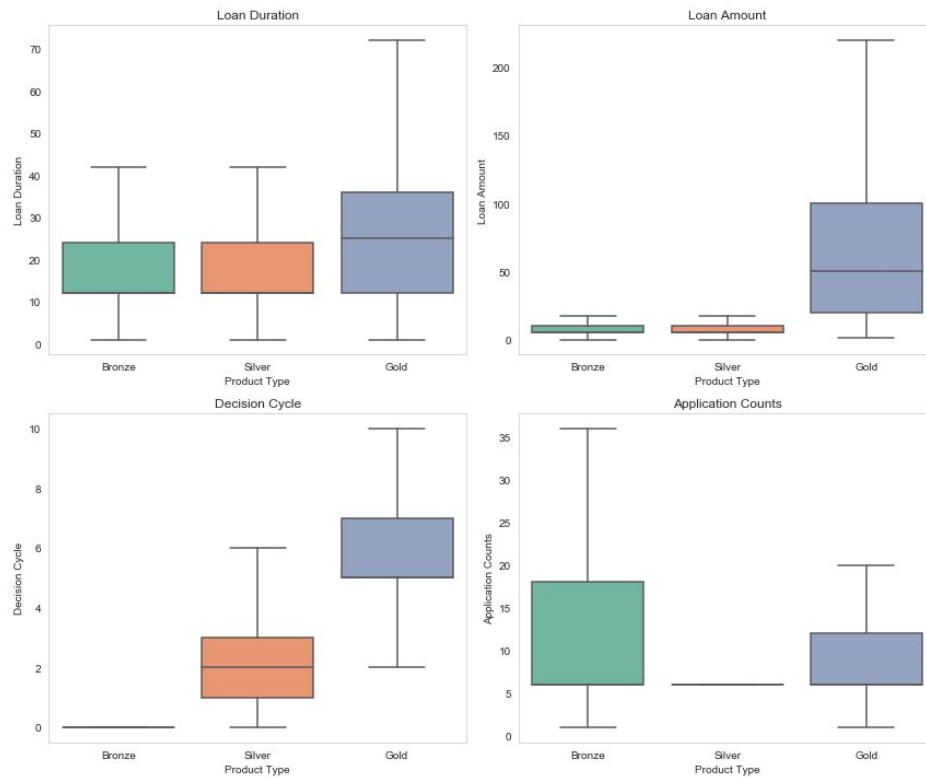 Loan Duration
Loan Duration
70
60
50
40
30
20
10
0
Bronze Silver Gold
Product Type
Loan Amount
Loan Amount
200
150
100
50
0
Bronze Silver Gold
Product Type
Decision Cycle
Decision Cycle
10
8
6
4
2
0
Bronze Silver Gold
Product Type
Application Counts
Application Counts
35
30
25
20
15
10
5
0
Bronze Silver Gold
Product Type